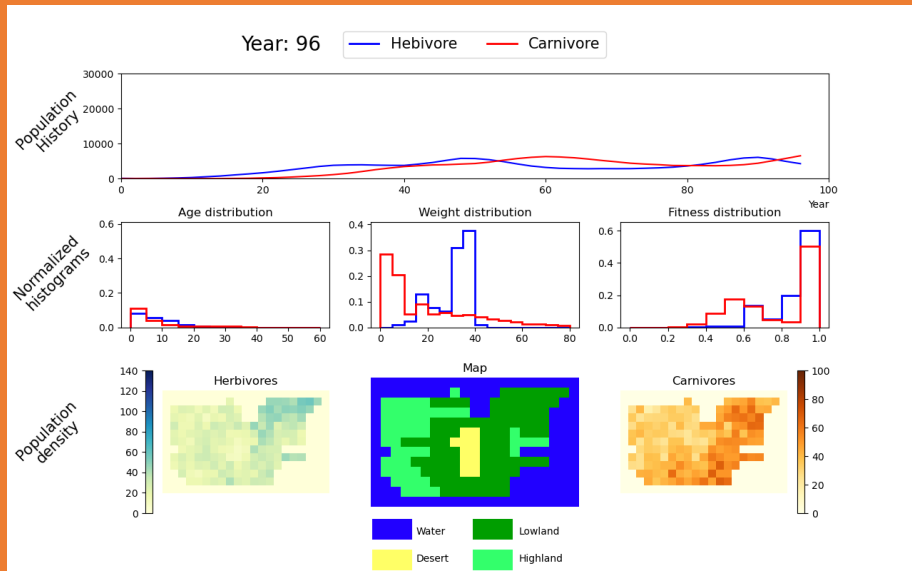 Year: 96
Hebivore
Carnivore
Population
History
30000
20000
10000
0
0 20 40 60 80 100
Year
Normalized
histograms
Age distribution
0.6
0.4
0.2
0.0
0 10 20 30 40 50 60
Weight distribution
0.4
0.3
0.2
0.1
0.0
0 20 40 60 80
Fitness distribution
0.6
0.4
0.2
0.0
0.0 0.2 0.4 0.6 0.8 1.0
Population
density
140
120
100
80
60
40
20
0
Herbivores
Map
Carnivores
100
80
60
40
20
0
Water
Lowland
Desert
Highland